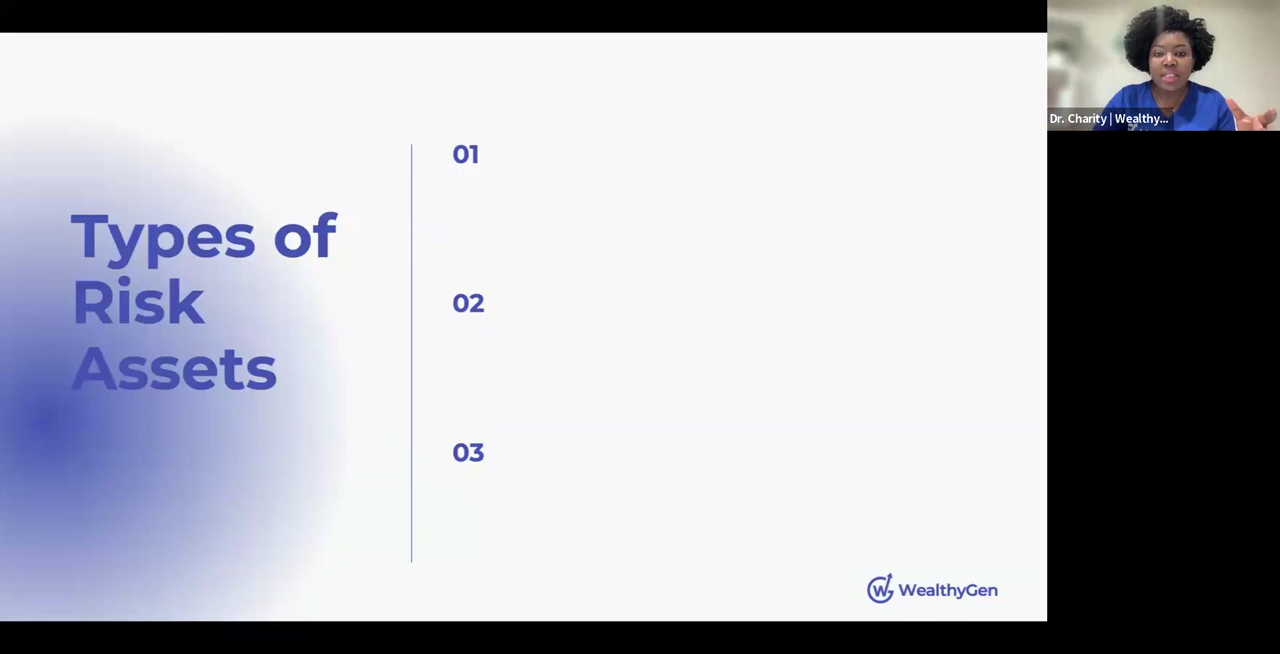 Types of
Risk
Assets
01
02
03
WealthyGen
Dr. Charity | Wealthy...